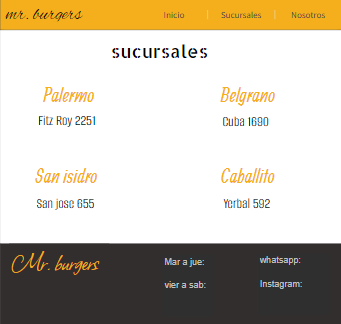 mr. burgers
Inicio | Sucursales | Nosotros
sucursales
Palermo
Fitz Roy 2251
Belgrano
Cuba 1690
San isidro
San jose 655
Caballito
Yerbal 592
Mr. burgers
Mar a jue:
vier a sab:
whatsapp:
Instagram: